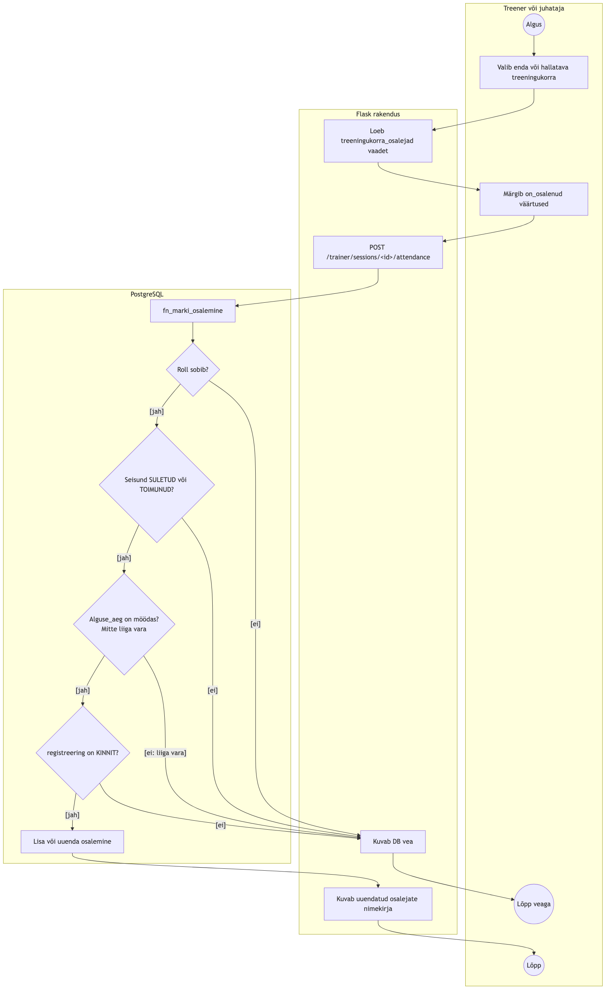 Treener või juhataja
Algus
Valib enda või hallatava
treeningukorra
Flask rakendus
Loeb
treeningukorra_osalejad
vaadet
Märgib on_osalenud
väärtused
POST
/trainer/sessions/<id>/attendance
PostgreSQL
fn_marki_osalemine
Roll sobib?
[jah]
Seisund SULETUD või
TOIMUNUD?
[jah]
Alguse_aeg on möödas?
Mitte liiga vara
[ei]
[jah]
[ei]
registreering on KINNIT?
[ei: liiga vara]
[jah]
[ei]
Lisa või uuenda osalemine
Kuvab DB vea
Kuvab uuendatud osalejate
nimekirja
Lõpp veaga
Lõpp